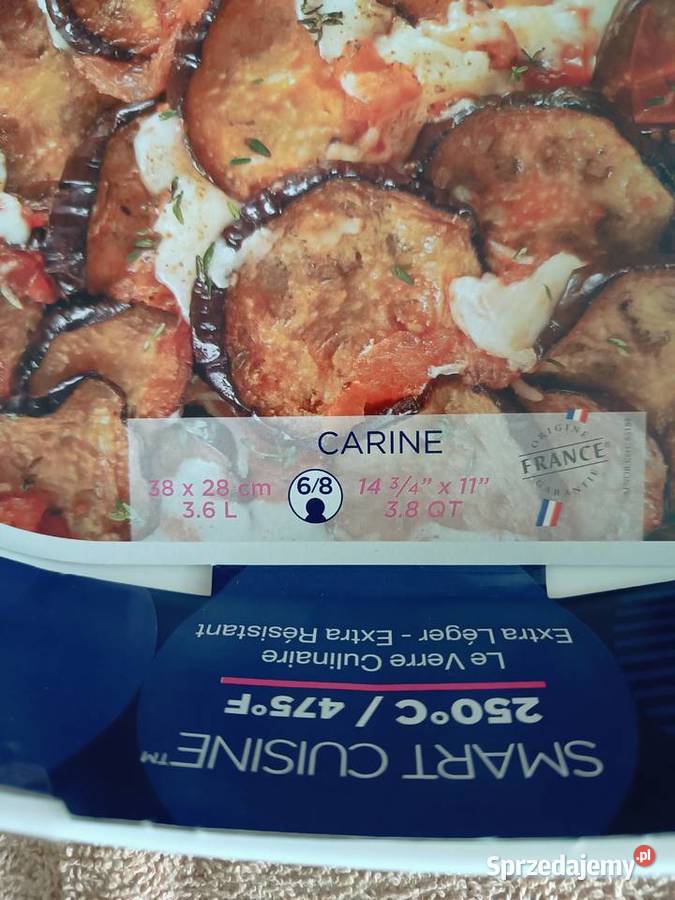 CARINE
38 x 28 cm
3.6 L
6/8
14 3/4" x 11"
3.8 QT
ORIGINE
FRANCE®
GARANTIE
SMART CUISINE™
250°C / 475°F
Le Verre Culinaire
Extra Léger - Extra Résistant
Sprzedajemy.pl